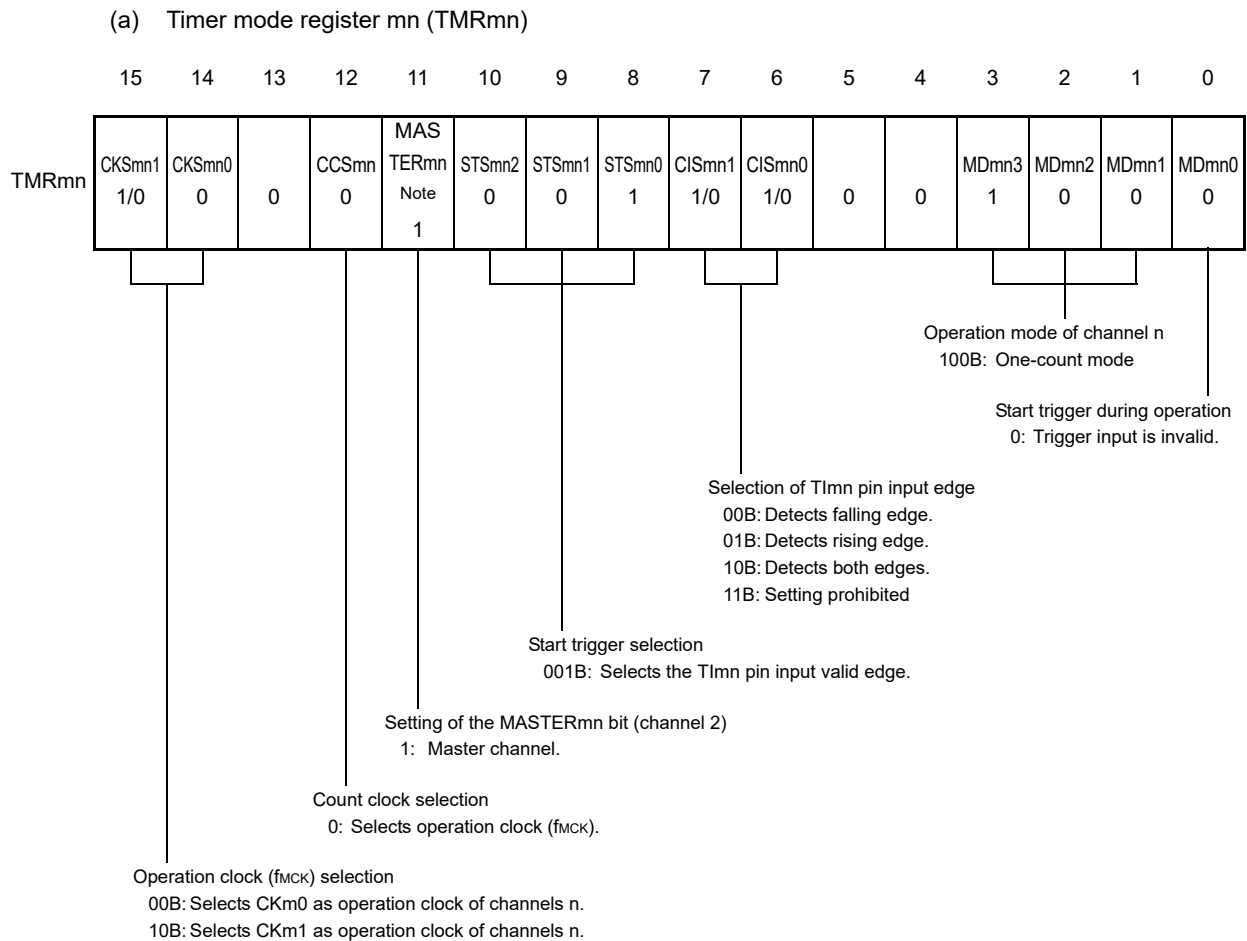 (a) Timer mode register mn (TMRmn)
15 14 13 12 11 10 9 8 7 6 5 4 3 2 1 0
TMRmn
CKSmn1 CKSmn0 CCSmn MAS TERmn Note STSmn2 STSmn1 STSmn0 CISmn1 CISmn0 MDmn3 MDmn2 MDmn1 MDmn0
1/0 0 0 0 1 0 0 1 1/0 1/0 0 0 1 0 0 0
Operation mode of channel n
100B: One-count mode
Start trigger during operation
0: Trigger input is invalid.
Selection of TImn pin input edge
00B: Detects falling edge.
01B: Detects rising edge.
10B: Detects both edges.
11B: Setting prohibited
Start trigger selection
001B: Selects the TImn pin input valid edge.
Setting of the MASTERmn bit (channel 2)
1: Master channel.
Count clock selection
0: Selects operation clock (fMCK).
Operation clock (fMCK) selection
00B: Selects CKm0 as operation clock of channels n.
10B: Selects CKm1 as operation clock of channels n.